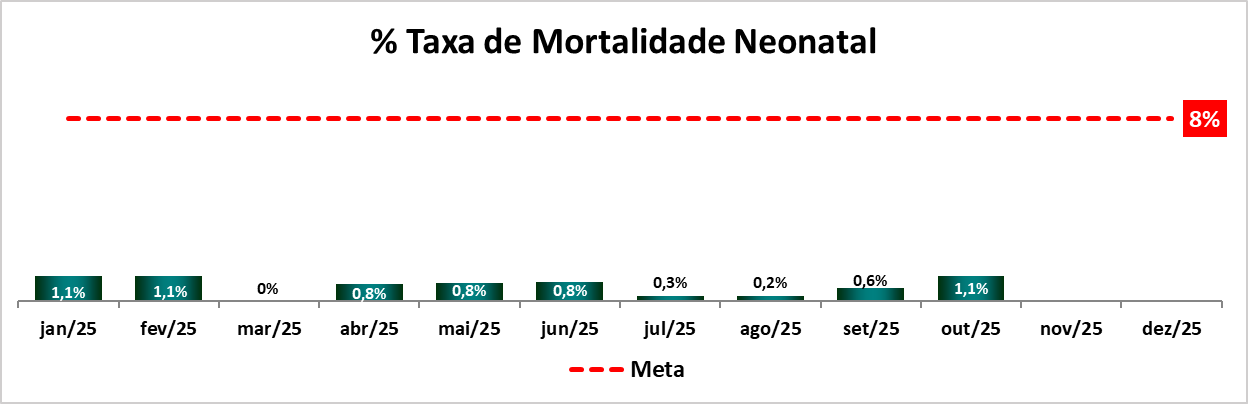 % Taxa de Mortalidade Neonatal
8%
1,1% 1,1% 0% 0,8% 0,8% 0,8% 0,3% 0,2% 0,6% 1,1%
jan/25 fev/25 mar/25 abr/25 mai/25 jun/25 jul/25 ago/25 set/25 out/25 nov/25 dez/25
Meta